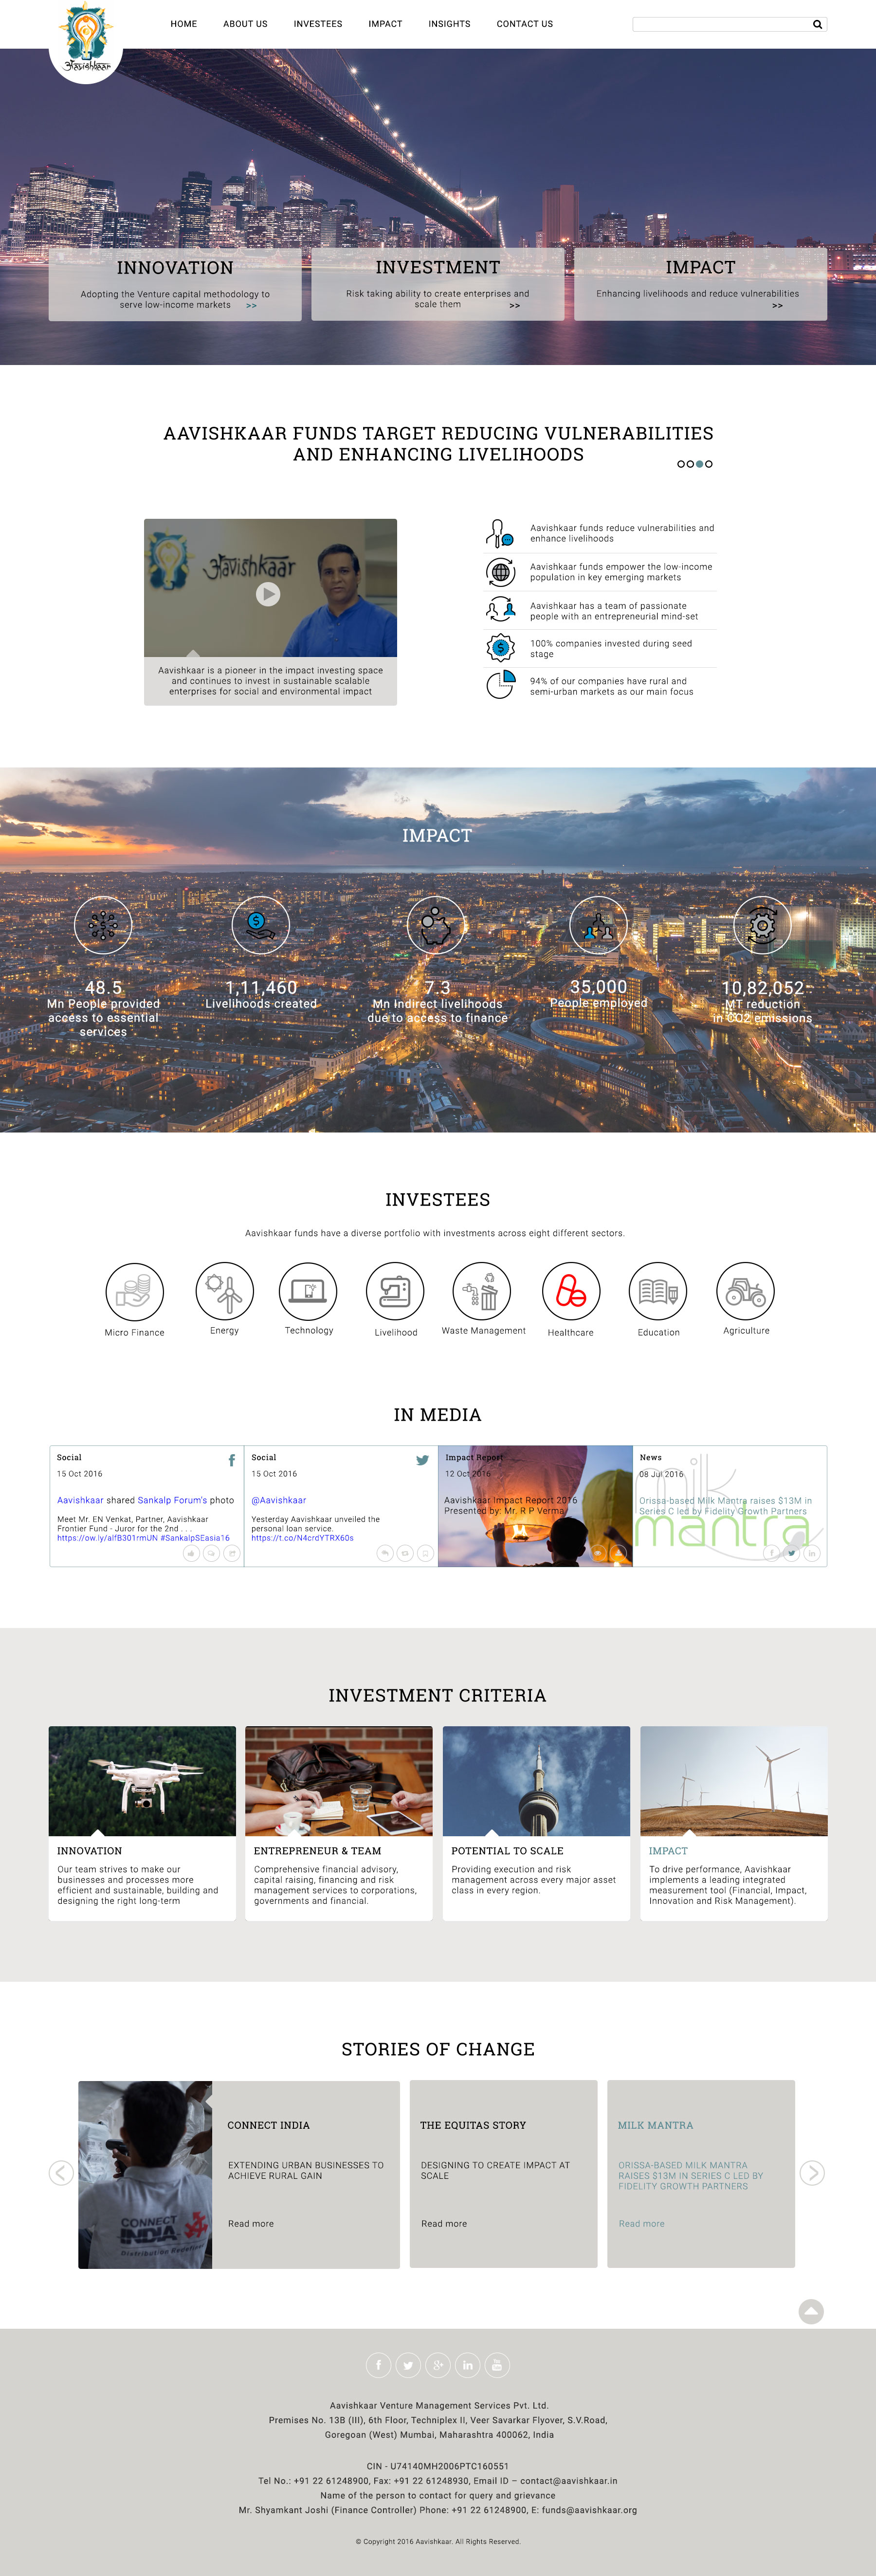 आविष्कार
HOME
ABOUT US
INVESTEES
IMPACT
INSIGHTS
CONTACT US
INNOVATION
Adopting the Venture capital methodology to
serve low-income markets >>
INVESTMENT
Risk taking ability to create enterprises and
scale them >>
IMPACT
Enhancing livelihoods and reduce vulnerabilities
>>
AAVISHKAAR FUNDS TARGET REDUCING VULNERABILITIES
AND ENHANCING LIVELIHOODS
Aavishkaar is a pioneer in the impact investing space
and continues to invest in sustainable scalable
enterprises for social and environmental impact
Aavishkaar funds reduce vulnerabilities and
enhance livelihoods
Aavishkaar funds empower the low-income
population in key emerging markets
Aavishkaar has a team of passionate
people with an entrepreneurial mind-set
100% companies invested during seed
stage
94% of our companies have rural and
semi-urban markets as our main focus
IMPACT
48.5
Mn People provided
access to essential
services
1,11,460
Livelihoods created
7.3
Mn Indirect livelihoods
due to access to finance
35,000
People employed
10,82,052
MT reduction
in CO2 emissions
INVESTEES
Aavishkaar funds have a diverse portfolio with investments across eight different sectors.
Micro Finance
Energy
Technology
Livelihood
Waste Management
Healthcare
Education
Agriculture
IN MEDIA
Social
15 Oct 2016
Aavishkaar shared Sankalp Forum's photo
Meet Mr. EN Venkat, Partner, Aavishkaar
Frontier Fund - Juror for the 2nd . . .
https://ow.ly/alfB301rmUN #SankalpSEasia16
Social
15 Oct 2016
@Aavishkaar
Yesterday Aavishkaar unveiled the
personal loan service.
https://t.co/N4crdYTRX60s
Impact Report
12 Oct 2016
Aavishkaar Impact Report 2016
Presented by: Mr. R P Verma
News
08 Jul 2016
Orissa-based Milk Mantra raises $13M in
Series C led by Fidelity Growth Partners
milk
mantra
INVESTMENT CRITERIA
INNOVATION
Our team strives to make our
businesses and processes more
efficient and sustainable, building and
designing the right long-term
ENTREPRENEUR & TEAM
Comprehensive financial advisory,
capital raising, financing and risk
management services to corporations,
governments and financial.
POTENTIAL TO SCALE
Providing execution and risk
management across every major asset
class in every region.
IMPACT
To drive performance, Aavishkaar
implements a leading integrated
measurement tool (Financial, Impact,
Innovation and Risk Management).
STORIES OF CHANGE
CONNECT
INDIA
Distribution Redefined
CONNECT INDIA
EXTENDING URBAN BUSINESSES TO
ACHIEVE RURAL GAIN
Read more
THE EQUITAS STORY
DESIGNING TO CREATE IMPACT AT
SCALE
Read more
MILK MANTRA
ORISSA-BASED MILK MANTRA
RAISES $13M IN SERIES C LED BY
FIDELITY GROWTH PARTNERS
Read more
Aavishkaar Venture Management Services Pvt. Ltd.
Premises No. 13B (III), 6th Floor, Techniplex II, Veer Savarkar Flyover, S.V.Road,
Goregoan (West) Mumbai, Maharashtra 400062, India
CIN - U74140MH2006PTC160551
Tel No.: +91 22 61248900, Fax: +91 22 61248930, Email ID – contact@aavishkaar.in
Name of the person to contact for query and grievance
Mr. Shyamkant Joshi (Finance Controller) Phone: +91 22 61248900, E: funds@aavishkaar.org
© Copyright 2016 Aavishkaar. All Rights Reserved.